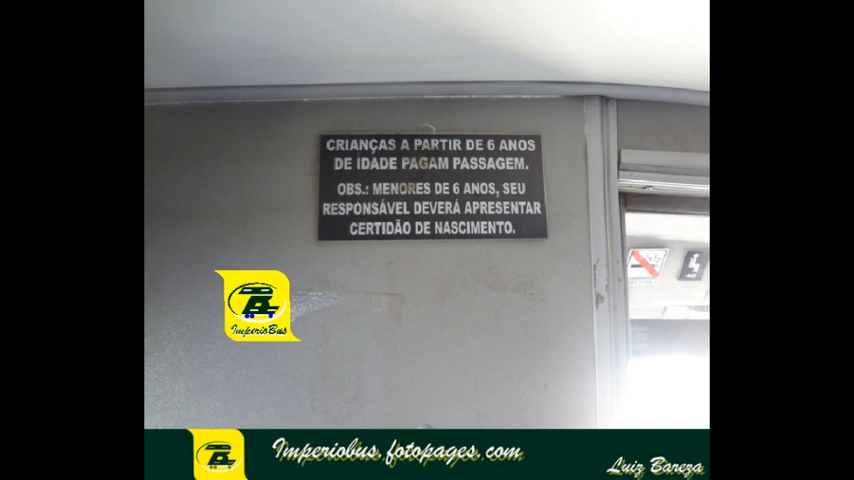 CRIANÇAS A PARTIR DE 6 ANOS
DE IDADE PAGAM PASSAGEM.
OBS.: MENORES DE 6 ANOS, SEU
RESPONSÁVEL DEVERÁ APRESENTAR
CERTIDÃO DE NASCIMENTO.
ImperioBus
Imperiobus.fotopages.com
Luiz Bareza